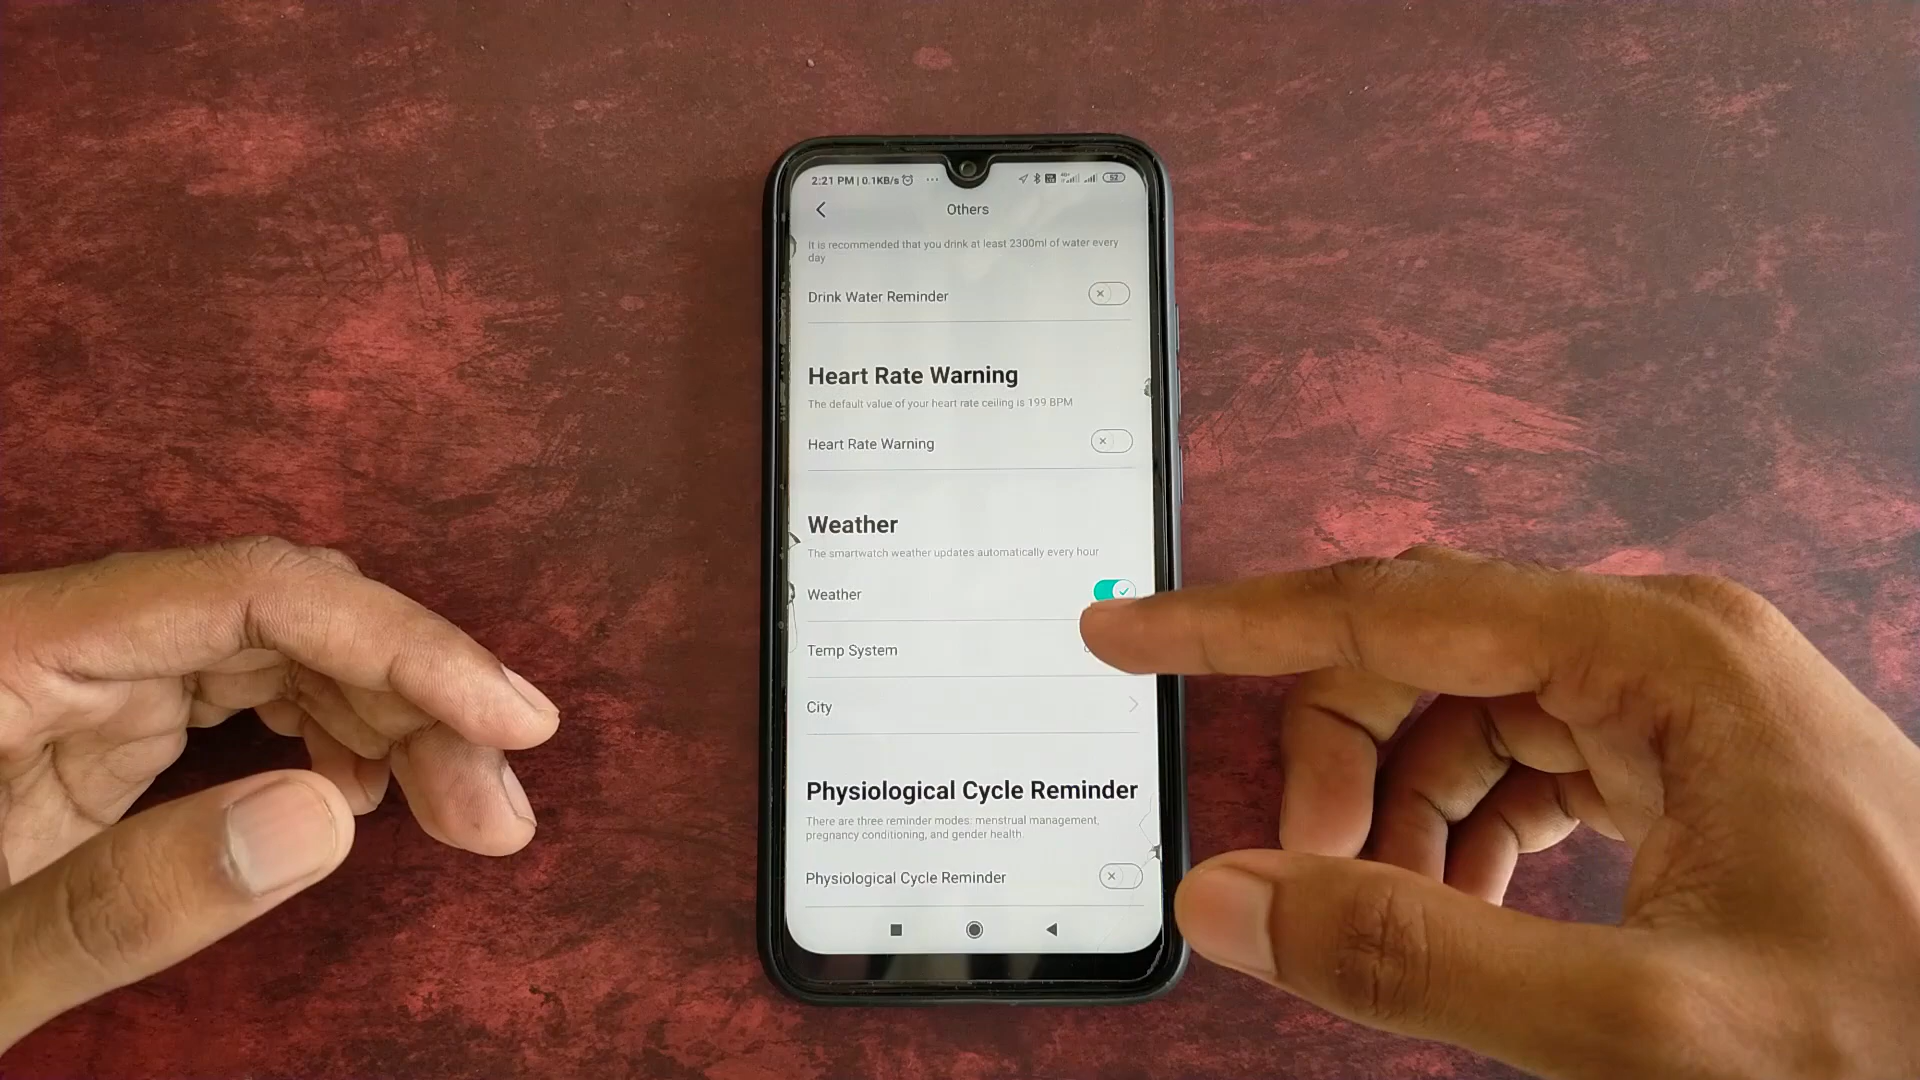 2:21 PM | 0.1KB/s
52
Others
It is recommended that you drink at least 2300ml of water every
day
Drink Water Reminder
Heart Rate Warning
The default value of your heart rate ceiling is 199 BPM
Heart Rate Warning
Weather
The smartwatch weather updates automatically every hour
Weather
Temp System
City
Physiological Cycle Reminder
There are three reminder modes: menstrual management,
pregnancy conditioning, and gender health.
Physiological Cycle Reminder